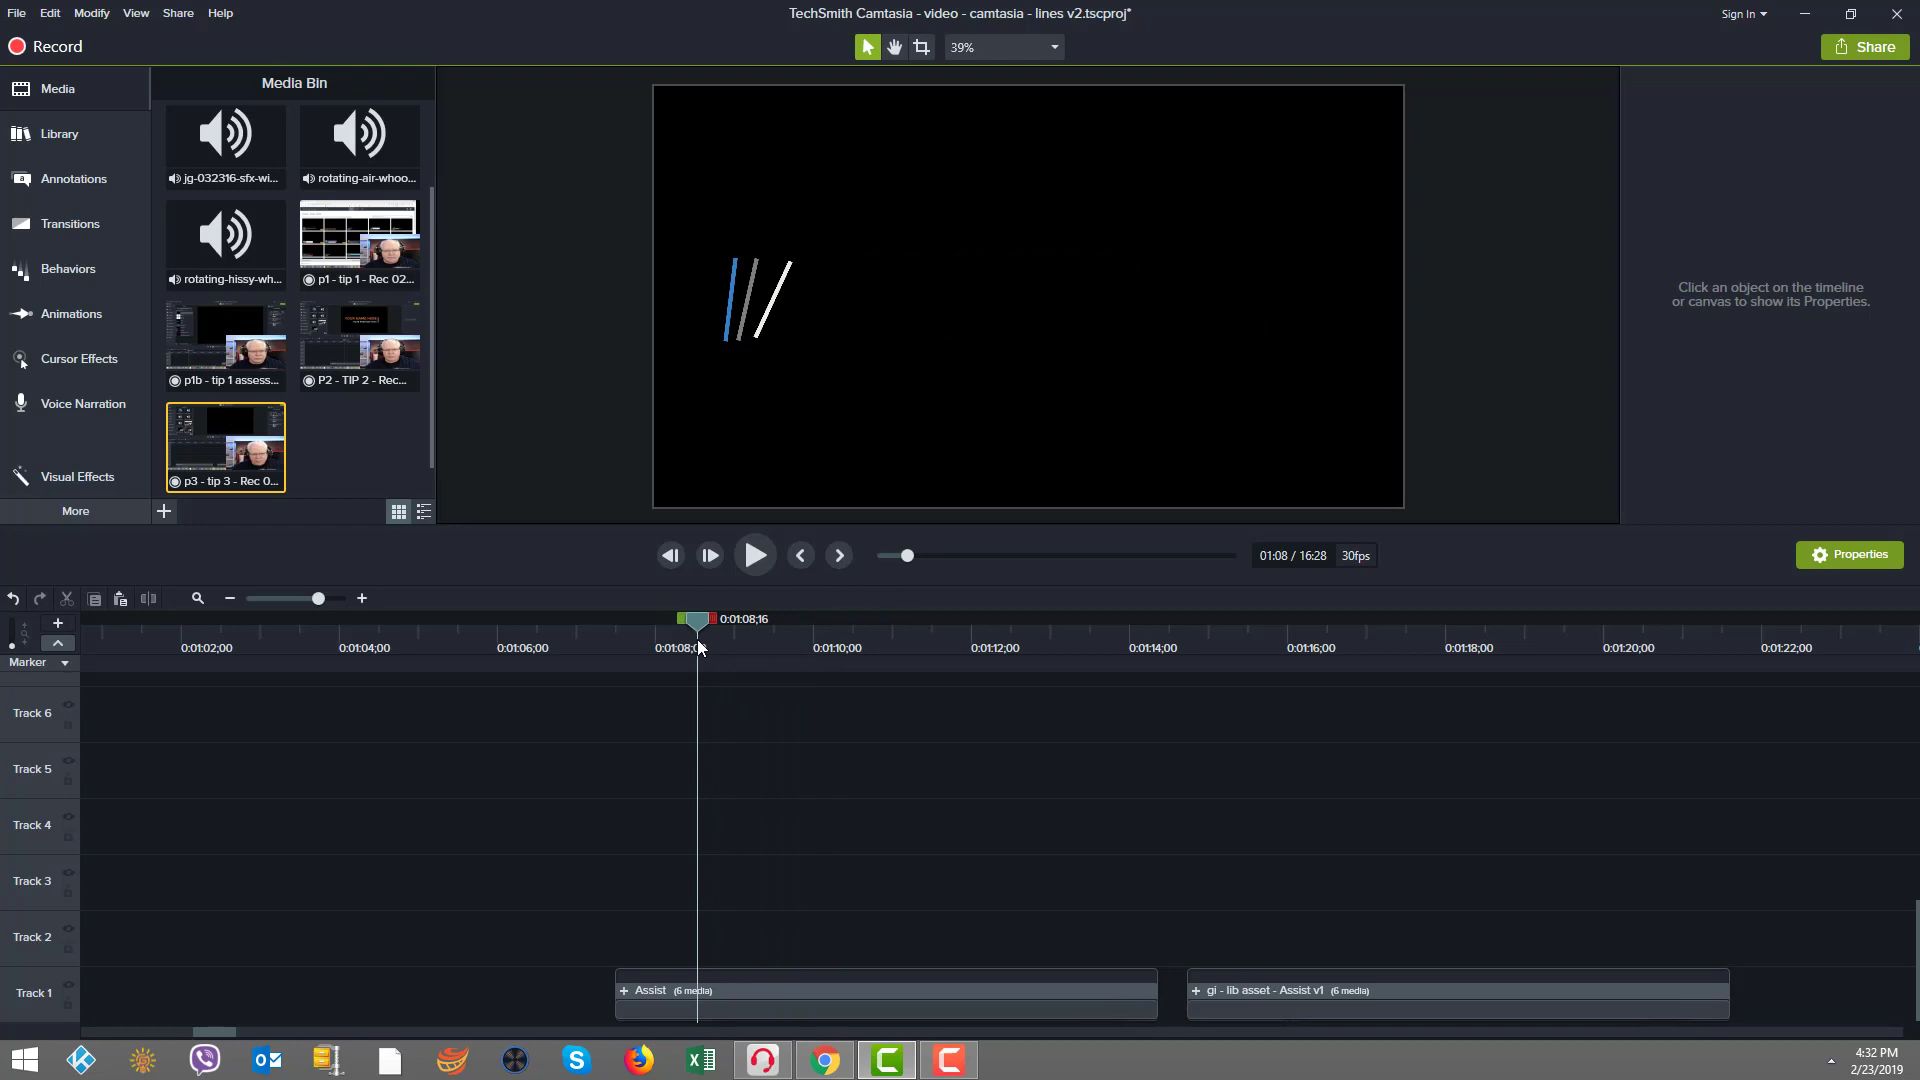 File Edit Modify View Share Help
TechSmith Camtasia - video - camtasia - lines v2.tscproj*
Sign In
Record
39%
Share
Media
Library
Annotations
Transitions
Behaviors
Animations
Cursor Effects
Voice Narration
Visual Effects
More
Media Bin
jg-032316-sfx-wi...
rotating-air-whoo...
rotating-hissy-wh...
p1 - tip 1 - Rec 02...
p1b - tip 1 assess...
P2 - TIP 2 - Rec...
p3 - tip 3 - Rec 0...
Click an object on the timeline
or canvas to show its Properties.
01:08 / 16:28 30fps
Properties
0:01:08;16
0:01:02;00 0:01:04;00 0:01:06;00 0:01:08;00 0:01:10;00 0:01:12;00 0:01:14;00 0:01:16;00 0:01:18;00 0:01:20;00 0:01:22;00
Marker
Track 6
Track 5
Track 4
Track 3
Track 2
Track 1
+ Assist (6 media)
+ gi - lib asset - Assist v1 (6 media)
4:32 PM
2/23/2019